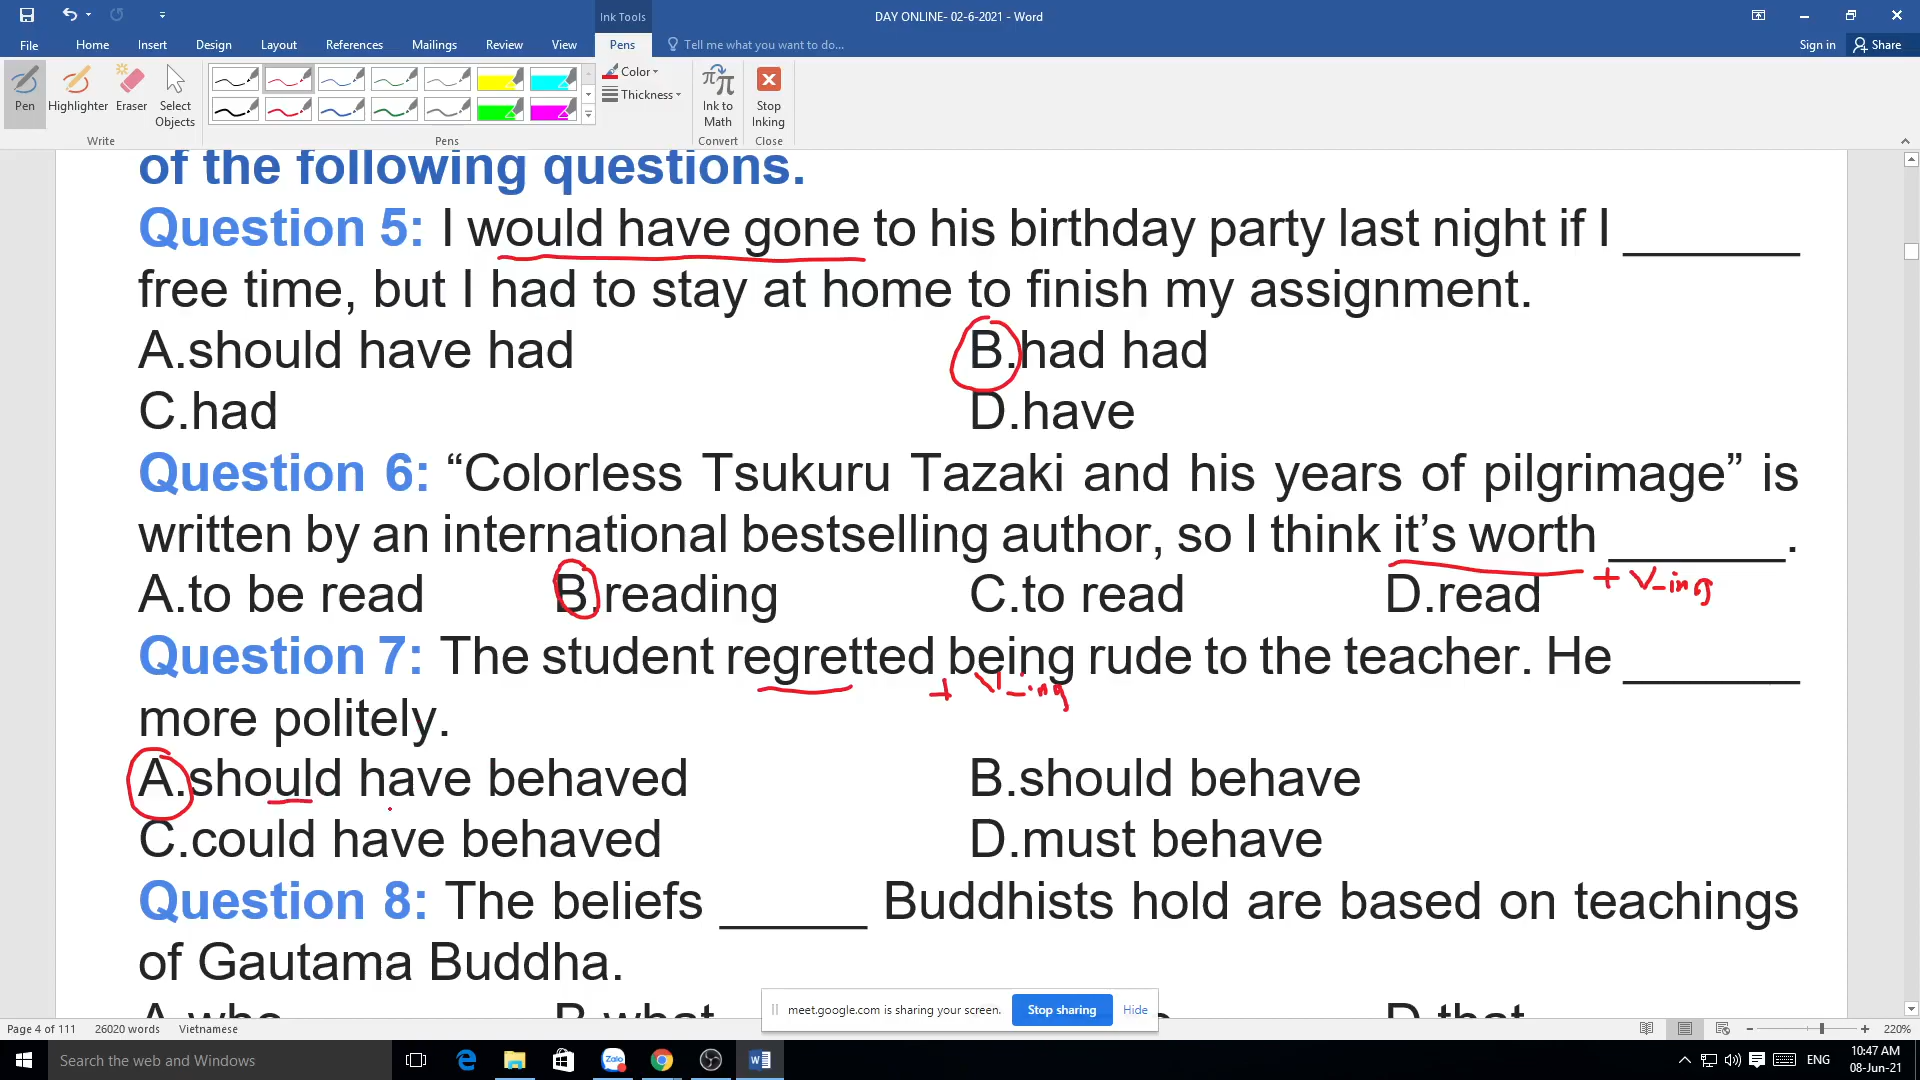 Ink Tools
DAY ONLINE- 02-6-2021 - Word
File Home Insert Design Layout References Mailings Review View Pens Tell me what you want to do... Sign in Share
Pen Highlighter Eraser Select Objects
Color
Thickness
Ink to Math
Stop Inking
Write Pens Convert Close
of the following questions.
Question 5: I would have gone to his birthday party last night if I ______
free time, but I had to stay at home to finish my assignment.
A.should have had B.had had
C.had D.have
Question 6: “Colorless Tsukuru Tazaki and his years of pilgrimage” is
written by an international bestselling author, so I think it’s worth ______.
+ V-ing
A.to be read B.reading C.to read D.read
Question 7: The student regretted being rude to the teacher. He ______
+ V-ing
more politely.
A.should have behaved B.should behave
C.could have behaved D.must behave
Question 8: The beliefs _____ Buddhists hold are based on teachings
of Gautama Buddha.
A.who B.what D.that
meet.google.com is sharing your screen. Stop sharing Hide
Page 4 of 111 26020 words Vietnamese 220%
Search the web and Windows
Zalo
ENG
10:47 AM
08-Jun-21